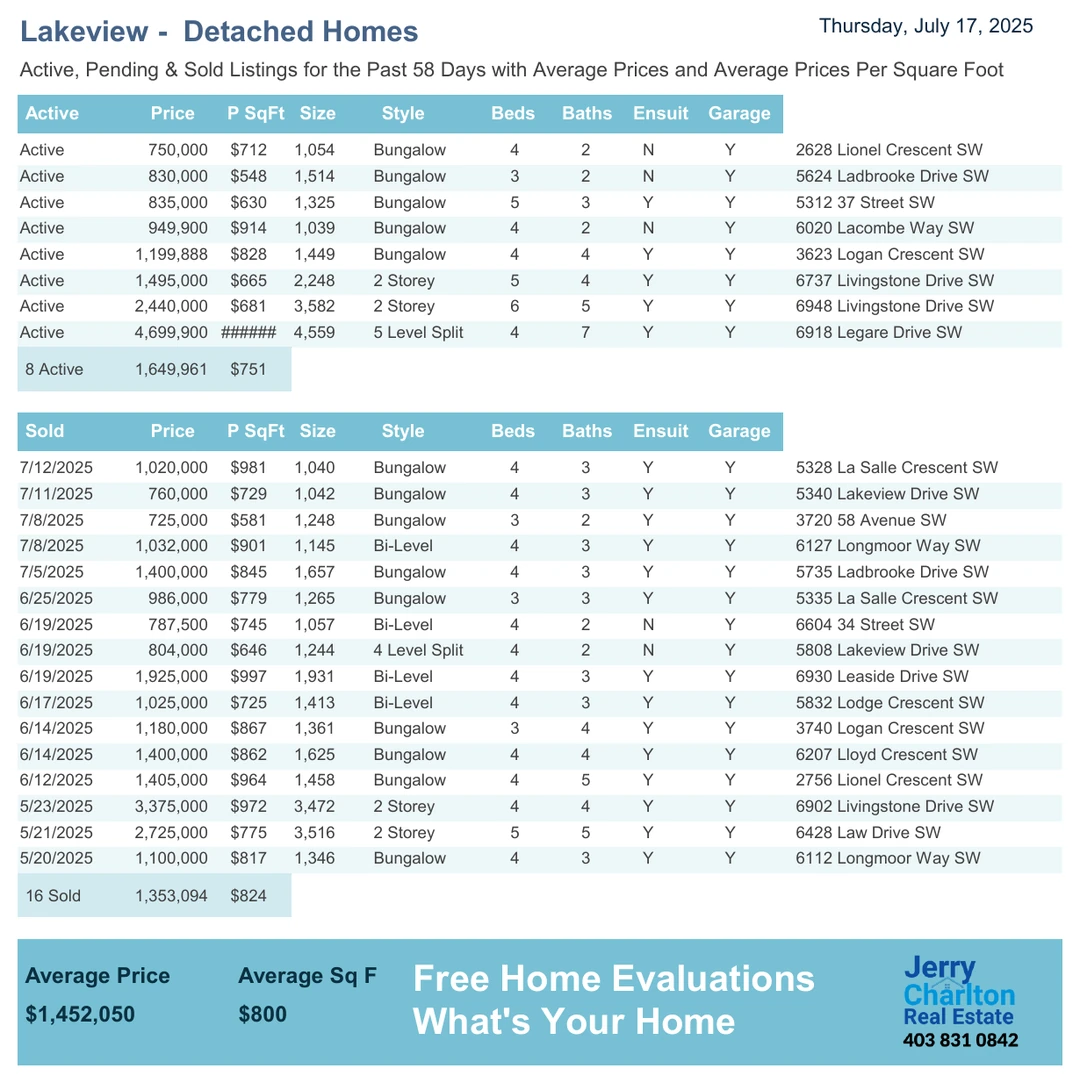 Lakeview -  Detached Homes
Thursday, July 17, 2025
Active, Pending & Sold Listings for the Past 58 Days with Average Prices and Average Prices Per Square Foot
Active Price P SqFt Size Style Beds Baths Ensuit Garage
Active 750,000 $712 1,054 Bungalow 4 2 N Y 2628 Lionel Crescent SW
Active 830,000 $548 1,514 Bungalow 3 2 N Y 5624 Ladbrooke Drive SW
Active 835,000 $630 1,325 Bungalow 5 3 Y Y 5312 37 Street SW
Active 949,900 $914 1,039 Bungalow 4 2 N Y 6020 Lacombe Way SW
Active 1,199,888 $828 1,449 Bungalow 4 4 Y Y 3623 Logan Crescent SW
Active 1,495,000 $665 2,248 2 Storey 5 4 Y Y 6737 Livingstone Drive SW
Active 2,440,000 $681 3,582 2 Storey 6 5 Y Y 6948 Livingstone Drive SW
Active 4,699,900 ###### 4,559 5 Level Split 4 7 Y Y 6918 Legare Drive SW
8 Active 1,649,961 $751
Sold Price P SqFt Size Style Beds Baths Ensuit Garage
7/12/2025 1,020,000 $981 1,040 Bungalow 4 3 Y Y 5328 La Salle Crescent SW
7/11/2025 760,000 $729 1,042 Bungalow 4 3 Y Y 5340 Lakeview Drive SW
7/8/2025 725,000 $581 1,248 Bungalow 3 2 Y Y 3720 58 Avenue SW
7/8/2025 1,032,000 $901 1,145 Bi-Level 4 3 Y Y 6127 Longmoor Way SW
7/5/2025 1,400,000 $845 1,657 Bungalow 4 3 Y Y 5735 Ladbrooke Drive SW
6/25/2025 986,000 $779 1,265 Bungalow 3 3 Y Y 5335 La Salle Crescent SW
6/19/2025 787,500 $745 1,057 Bi-Level 4 2 N Y 6604 34 Street SW
6/19/2025 804,000 $646 1,244 4 Level Split 4 2 N Y 5808 Lakeview Drive SW
6/19/2025 1,925,000 $997 1,931 Bi-Level 4 3 Y Y 6930 Leaside Drive SW
6/17/2025 1,025,000 $725 1,413 Bi-Level 4 3 Y Y 5832 Lodge Crescent SW
6/14/2025 1,180,000 $867 1,361 Bungalow 3 4 Y Y 3740 Logan Crescent SW
6/14/2025 1,400,000 $862 1,625 Bungalow 4 4 Y Y 6207 Lloyd Crescent SW
6/12/2025 1,405,000 $964 1,458 Bungalow 4 5 Y Y 2756 Lionel Crescent SW
5/23/2025 3,375,000 $972 3,472 2 Storey 4 4 Y Y 6902 Livingstone Drive SW
5/21/2025 2,725,000 $775 3,516 2 Storey 5 5 Y Y 6428 Law Drive SW
5/20/2025 1,100,000 $817 1,346 Bungalow 4 3 Y Y 6112 Longmoor Way SW
16 Sold 1,353,094 $824
Average Price Average Sq F
$1,452,050 $800
Free Home Evaluations
What's Your Home
Jerry
Charlton
Real Estate
403 831 0842